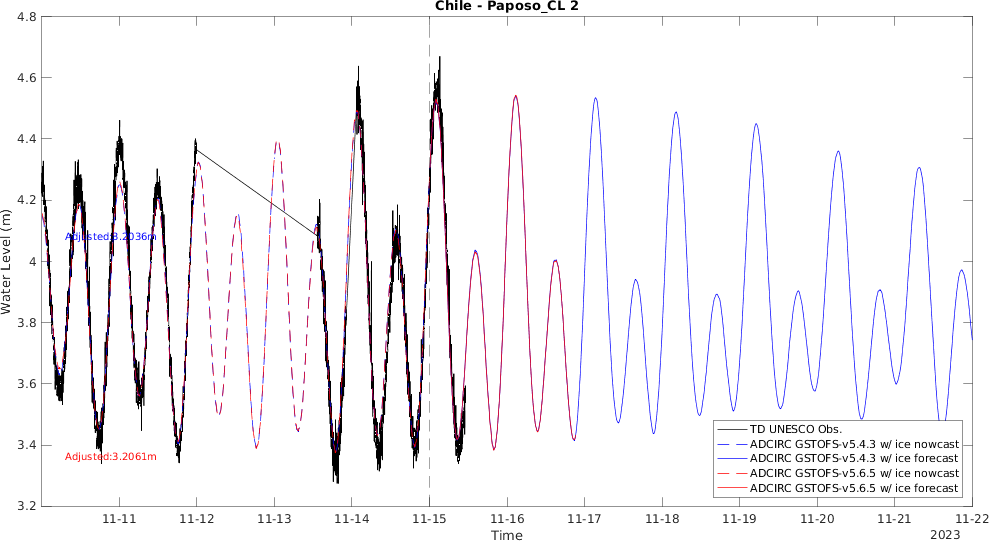 Chile - Paposo_CL 2
4.8
4.6
4.4
4.2
4
3.8
3.6
3.4
3.2
Water Level (m)
Adjusted:3.2036m
Adjusted:3.2061m
TD UNESCO Obs.
ADCIRC GSTOFS-v5.4.3 w/ ice nowcast
ADCIRC GSTOFS-v5.4.3 w/ ice forecast
ADCIRC GSTOFS-v5.6.5 w/ ice nowcast
ADCIRC GSTOFS-v5.6.5 w/ ice forecast
11-11 11-12 11-13 11-14 11-15 11-16 11-17 11-18 11-19 11-20 11-21 11-22
Time
2023